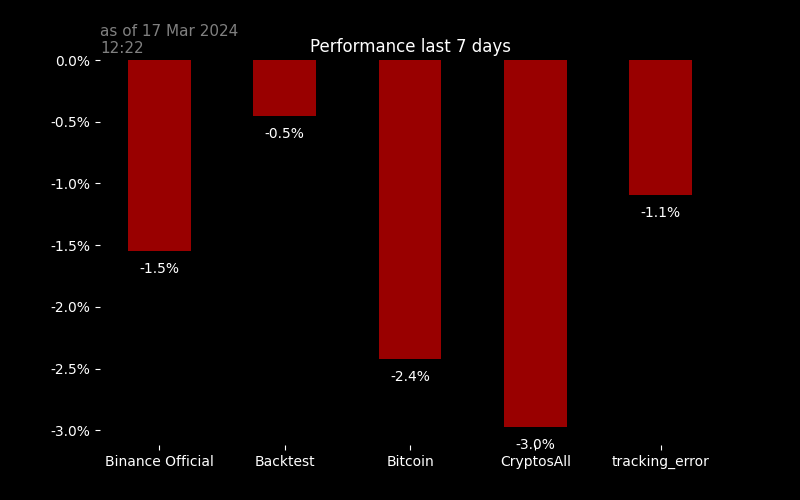 as of 17 Mar 2024
12:22
Performance last 7 days
0.0%
-0.5%
-1.0%
-1.5%
-2.0%
-2.5%
-3.0%
-1.5%
-0.5%
-2.4%
-3.0%
-1.1%
Binance Official
Backtest
Bitcoin
CryptosAll
tracking_error